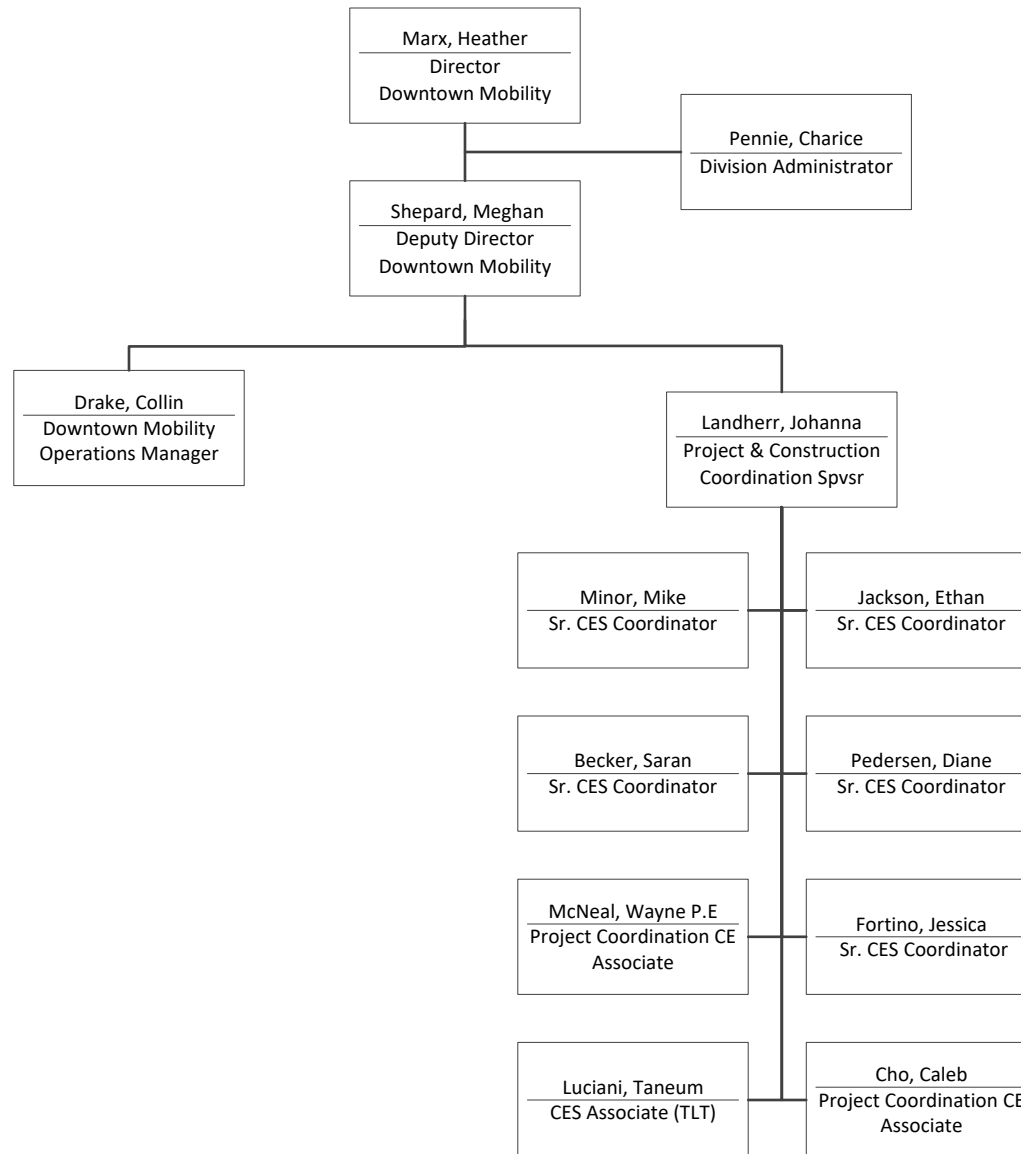 Marx, Heather
Director
Downtown Mobility
Pennie, Charice
Division Administrator
Shepard, Meghan
Deputy Director
Downtown Mobility
Drake, Collin
Downtown Mobility
Operations Manager
Landherr, Johanna
Project & Construction
Coordination Spvsr
Minor, Mike
Sr. CES Coordinator
Jackson, Ethan
Sr. CES Coordinator
Becker, Saran
Sr. CES Coordinator
Pedersen, Diane
Sr. CES Coordinator
McNeal, Wayne P.E
Project Coordination CE
Associate
Fortino, Jessica
Sr. CES Coordinator
Luciani, Taneum
CES Associate (TLT)
Cho, Caleb
Project Coordination CE
Associate